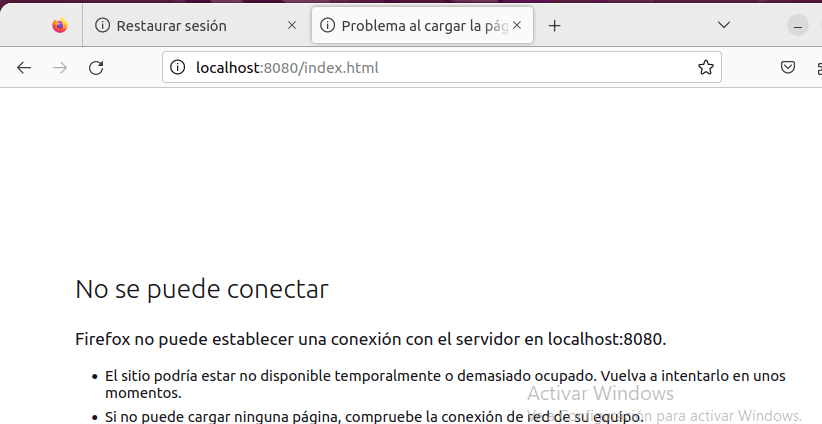 Restaurar sesión
Problema al cargar la pág
localhost:8080/index.html
No se puede conectar
Firefox no puede establecer una conexión con el servidor en localhost:8080.
El sitio podría estar no disponible temporalmente o demasiado ocupado. Vuelva a intentarlo en unos
momentos.
Activar Windows
Si no puede cargar ninguna página, compruebe la conexión de red de su equipo.
Ve a Configuración para activar Windows.